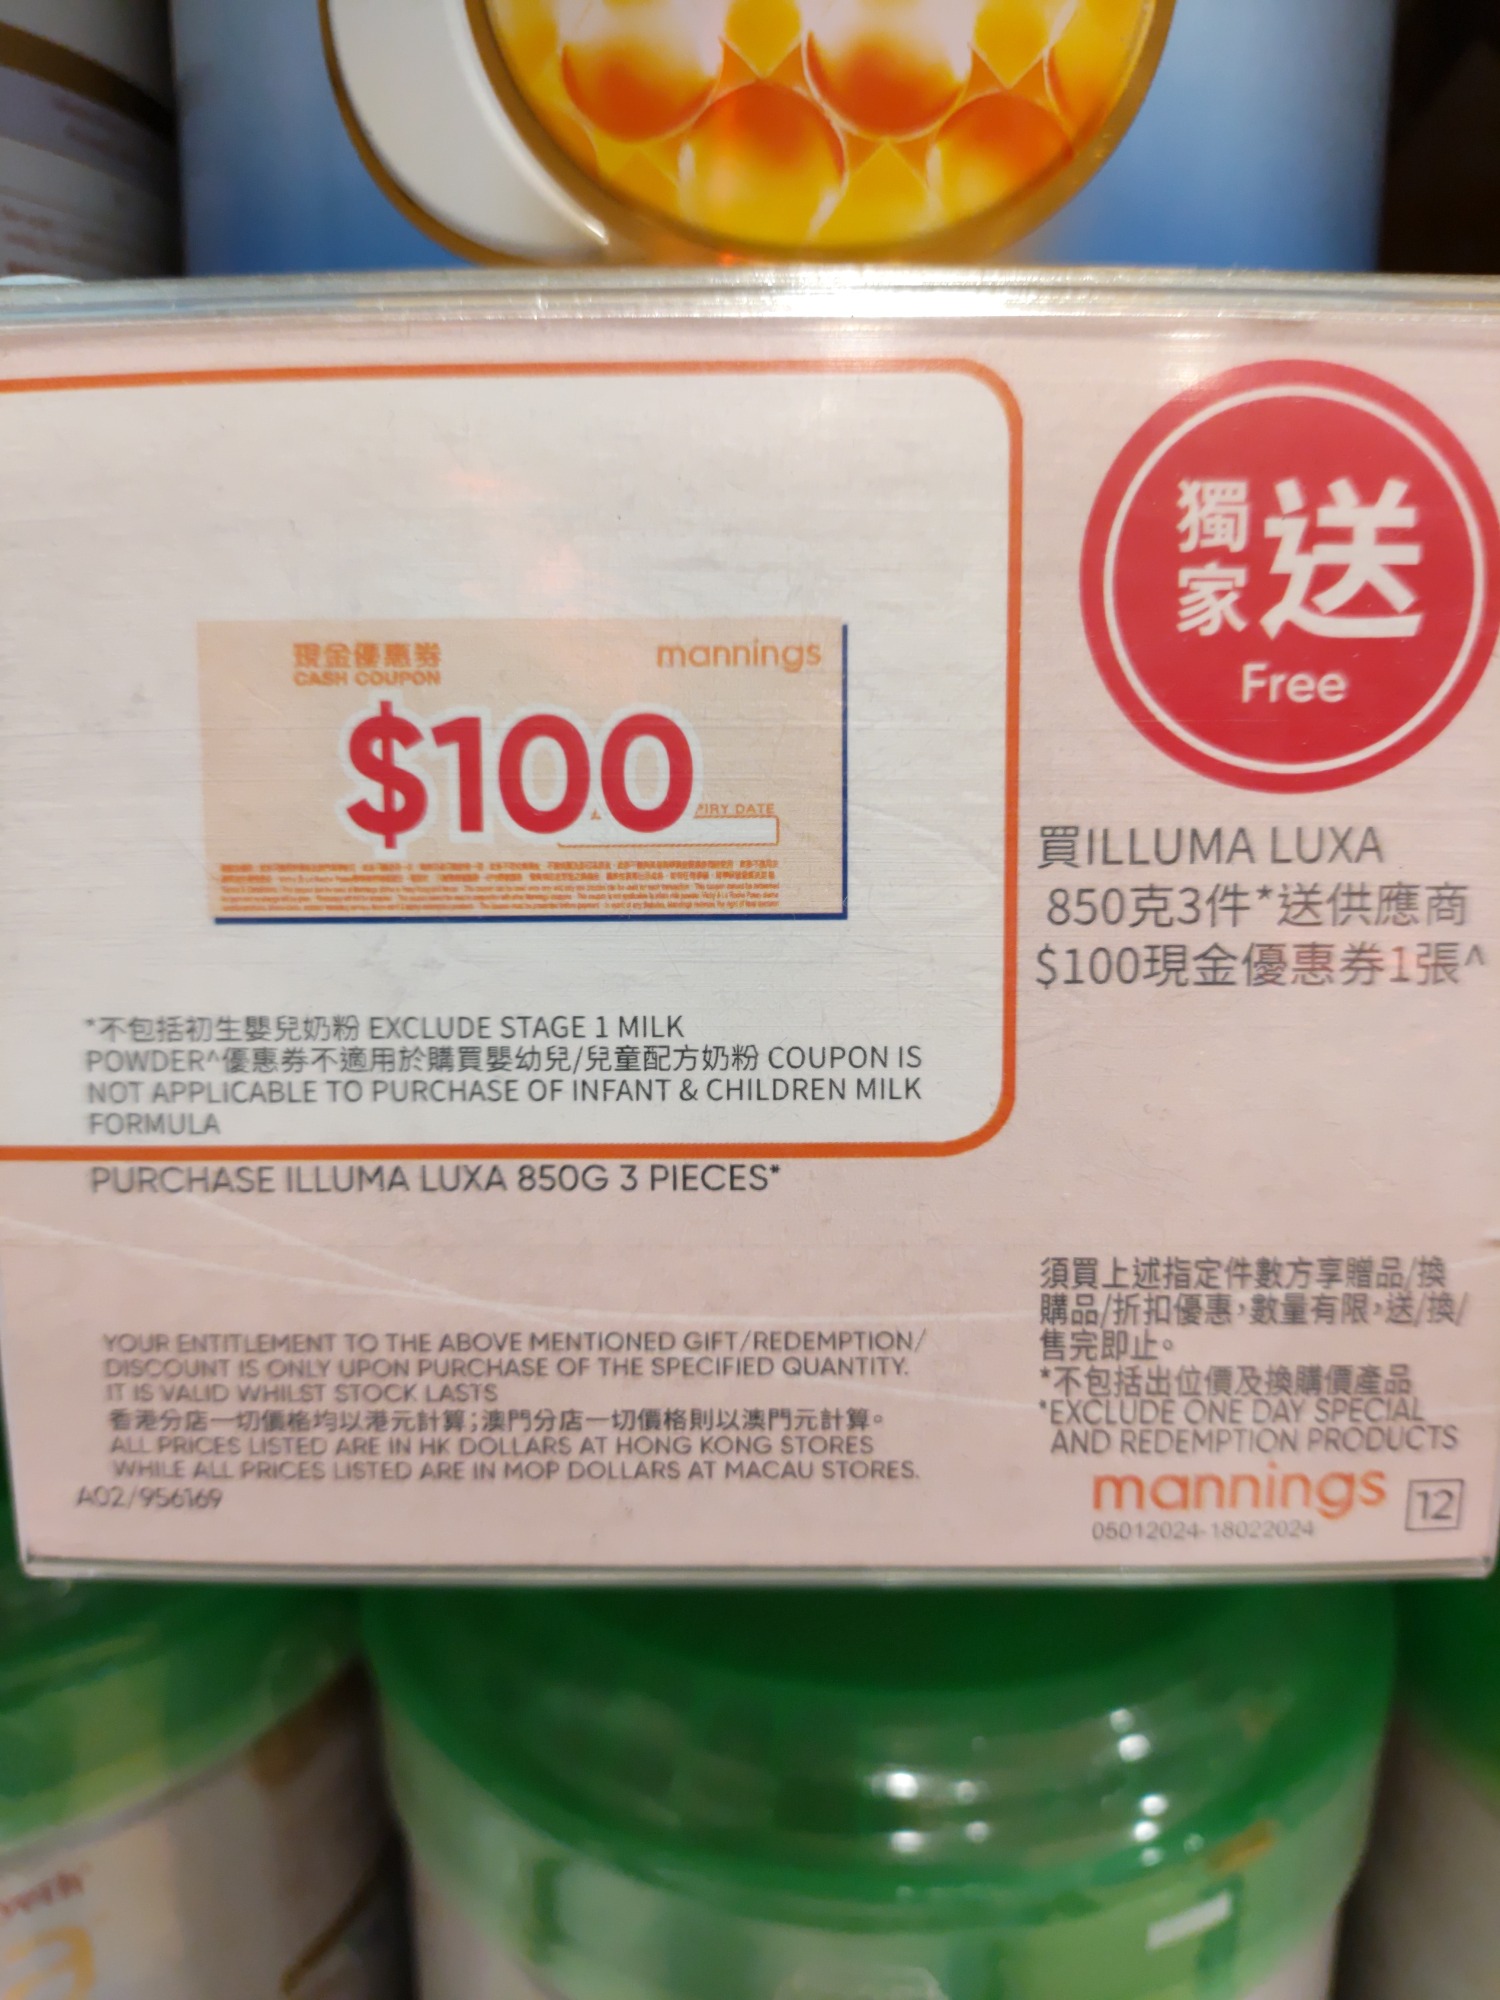 現金優惠券
mannings
CASH COUPON
$100
PIRY DATE
獨家
送
Free
買ILLUMA LUXA
850克3件*送供應商
$100現金優惠券1張^
*不包括初生嬰兒奶粉 EXCLUDE STAGE 1 MILK
POWDER^優惠券不適用於購買嬰幼兒/兒童配方奶粉 COUPON IS
NOT APPLICABLE TO PURCHASE OF INFANT & CHILDREN MILK
FORMULA
PURCHASE ILLUMA LUXA 850G 3 PIECES*
YOUR ENTITLEMENT TO THE ABOVE MENTIONED GIFT/REDEMPTION/
DISCOUNT IS ONLY UPON PURCHASE OF THE SPECIFIED QUANTITY.
IT IS VALID WHILST STOCK LASTS
香港分店一切價格均以港元計算;澳門分店一切價格則以澳門元計算。
ALL PRICES LISTED ARE IN HK DOLLARS AT HONG KONG STORES
WHILE ALL PRICES LISTED ARE IN MOP DOLLARS AT MACAU STORES.
A02/956169
須買上述指定件數方享贈品/換
購品/折扣優惠,數量有限,送/換/
售完即止。
*不包括出位價及換購價產品
*EXCLUDE ONE DAY SPECIAL
AND REDEMPTION PRODUCTS
mannings 12
05012024-18022024